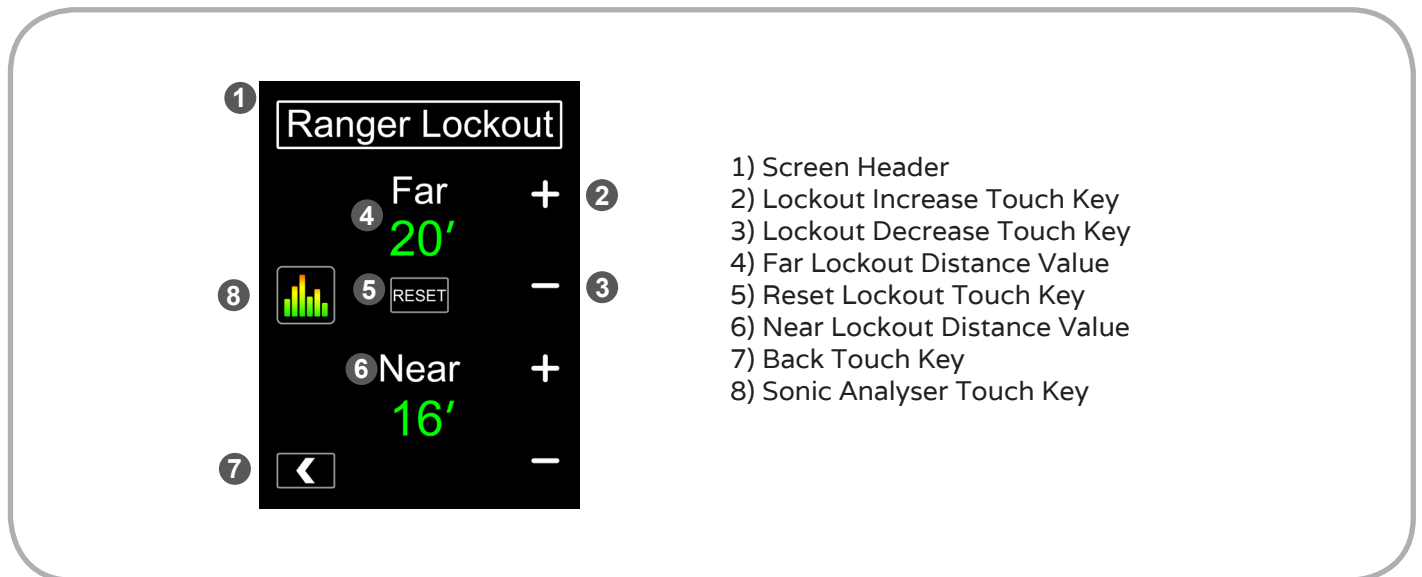 1
Ranger Lockout
Far
+
2
4
20′
8
5
RESET
−
3
6
Near
+
16′
7
−
1) Screen Header
2) Lockout Increase Touch Key
3) Lockout Decrease Touch Key
4) Far Lockout Distance Value
5) Reset Lockout Touch Key
6) Near Lockout Distance Value
7) Back Touch Key
8) Sonic Analyser Touch Key